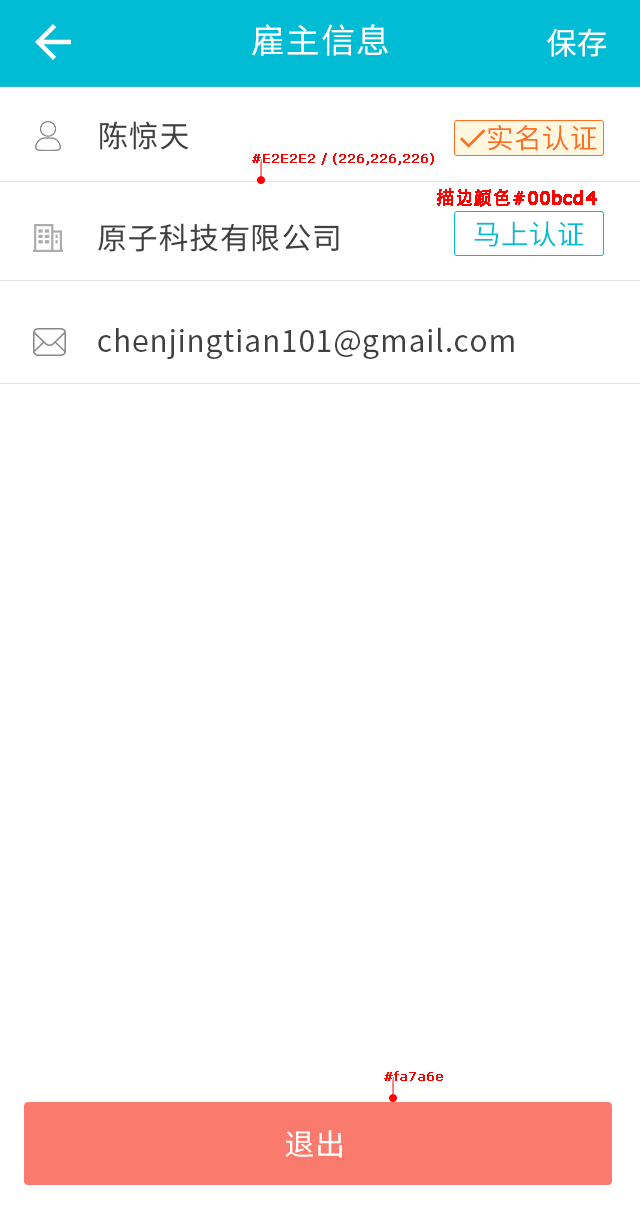 雇主信息
保存
陈惊天
实名认证
#E2E2E2 / (226,226,226)
描边颜色#00bcd4
原子科技有限公司
马上认证
chenjingtian101@gmail.com
#fa7a6e
退出